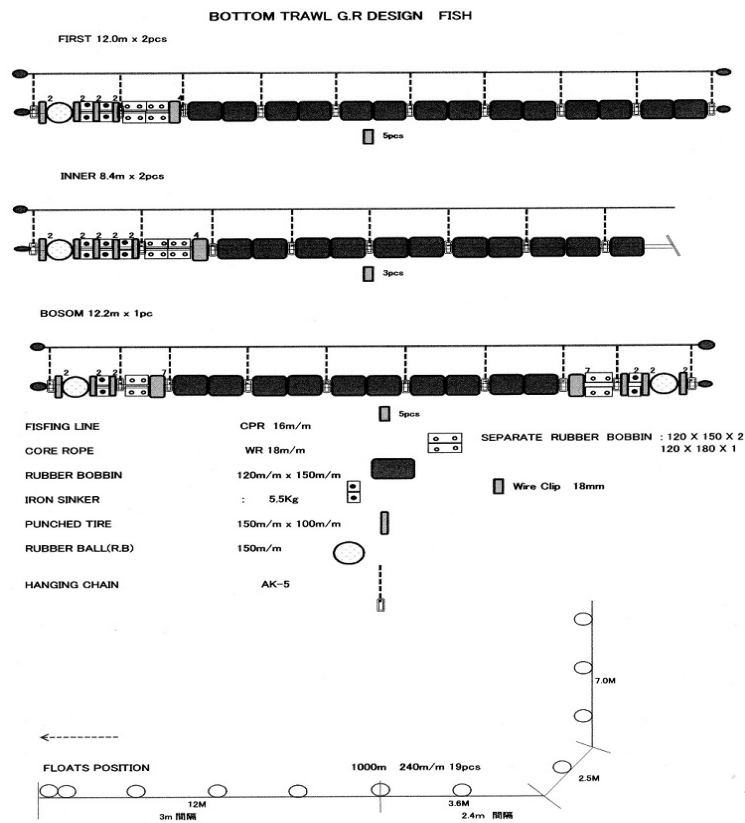 BOTTOM TRAWL G.R DESIGN FISH
FIRST 12.0m x 2pcs
2 2 2 2 4
5pcs
INNER 8.4m x 2pcs
2 2 2 2 2 4
3pcs
BOSOM 12.2m x 1pc
2 2 2 7 7 2 2 2
5pcs
FISFING LINE CPR 16m/m
SEPARATE RUBBER BOBBIN : 120 X 150 X 2
CORE ROPE WR 18m/m
120 X 180 X 1
RUBBER BOBBIN 120m/m x 150m/m
IRON SINKER : 5.5Kg
Wire Clip 18mm
PUNCHED TIRE 150m/m x 100m/m
RUBBER BALL(R.B) 150m/m
HANGING CHAIN AK-5
7.0M
FLOATS POSITION 1000m 240m/m 19pcs
2.5M
12M 3.6M
3m 間隔 2.4m 間隔